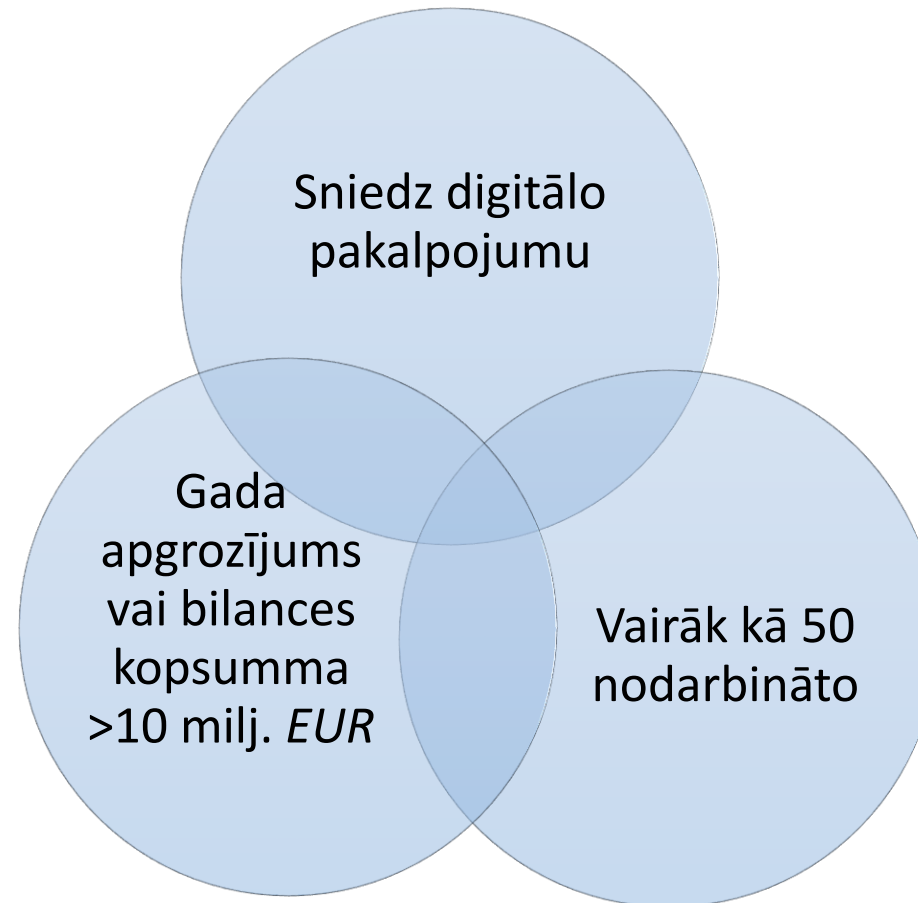 Sniedz digitālo
pakalpojumu
Gada
apgrozījums
vai bilances
kopsumma
>10 milj. EUR
Vairāk kā 50
nodarbināto